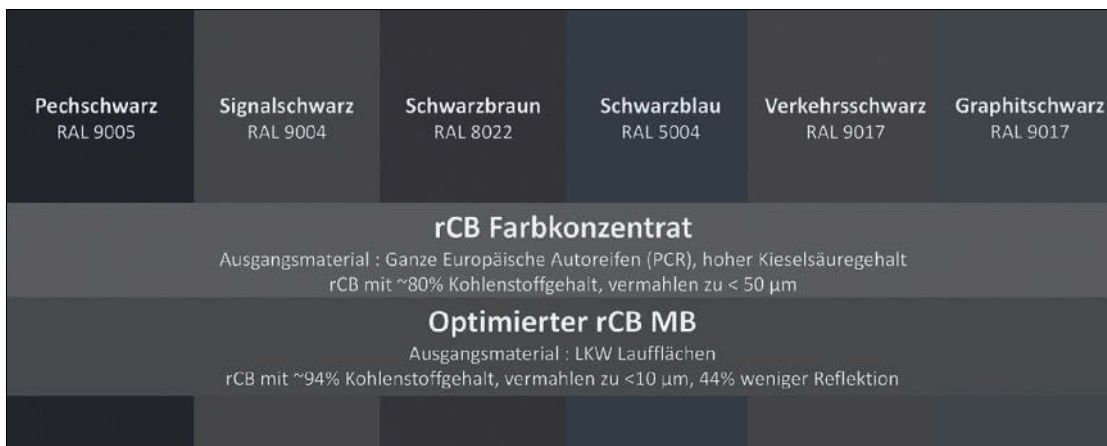 Pechschwarz
RAL 9005
Signalschwarz
RAL 9004
Schwarzbraun
RAL 8022
Schwarzblau
RAL 5004
Verkehrsschwarz
RAL 9017
Graphitschwarz
RAL 9017
rCB Farbkonzentrat
Ausgangsmaterial : Ganze Europäische Autoreifen (PCR), hoher Kieselsäuregehalt
rCB mit ~80% Kohlenstoffgehalt, vermahlen zu < 50 µm
Optimierter rCB MB
Ausgangsmaterial : LKW Laufflächen
rCB mit ~94% Kohlenstoffgehalt, vermahlen zu <10 µm, 44% weniger Reflektion